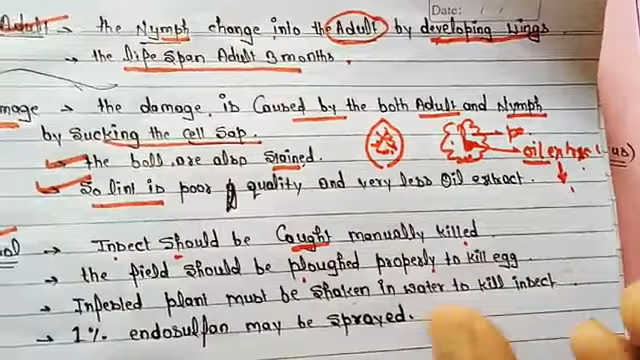 Date: / /
Adult → the Nymph change into the Adult by developing wings
→ the life span Adult 3 months.
mage → the damage is Caused by the both Adult and Nymph
by Sucking the cell Sap.
the boll are also Stained.
So lint is poor quality and very less Oil extract.
→ Insect should be Caught manually killed
→ the field should be ploughed properly to kill egg
→ Infested plant must be shaken in water to kill insect
→ 1% endosulfan may be sprayed.